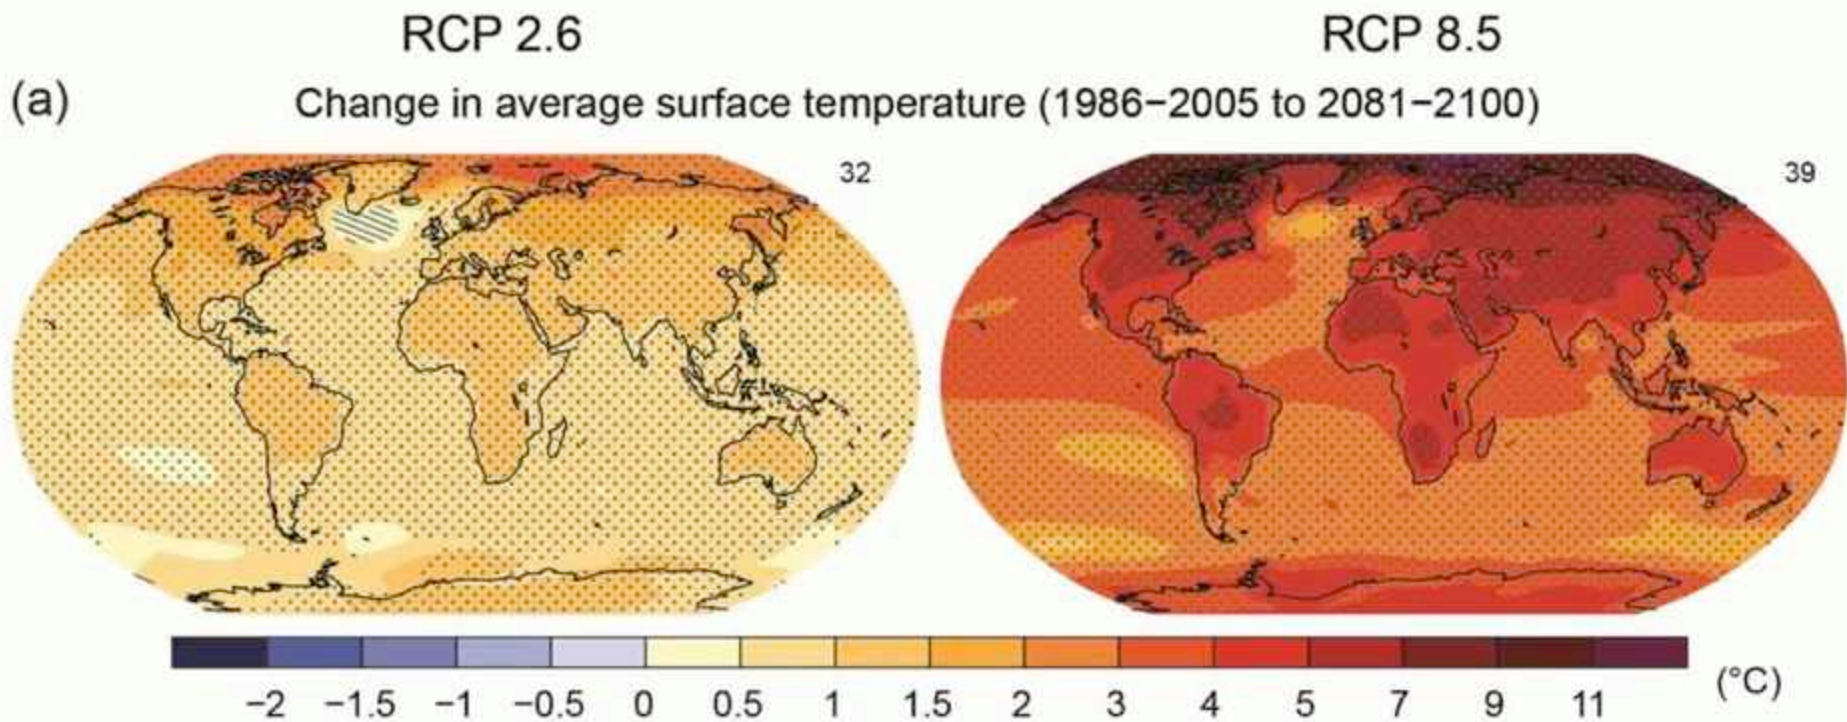 RCP 2.6
RCP 8.5
(a)
Change in average surface temperature (1986−2005 to 2081−2100)
32
39
−2 −1.5 −1 −0.5 0 0.5 1 1.5 2 3 4 5 7 9 11
(°C)